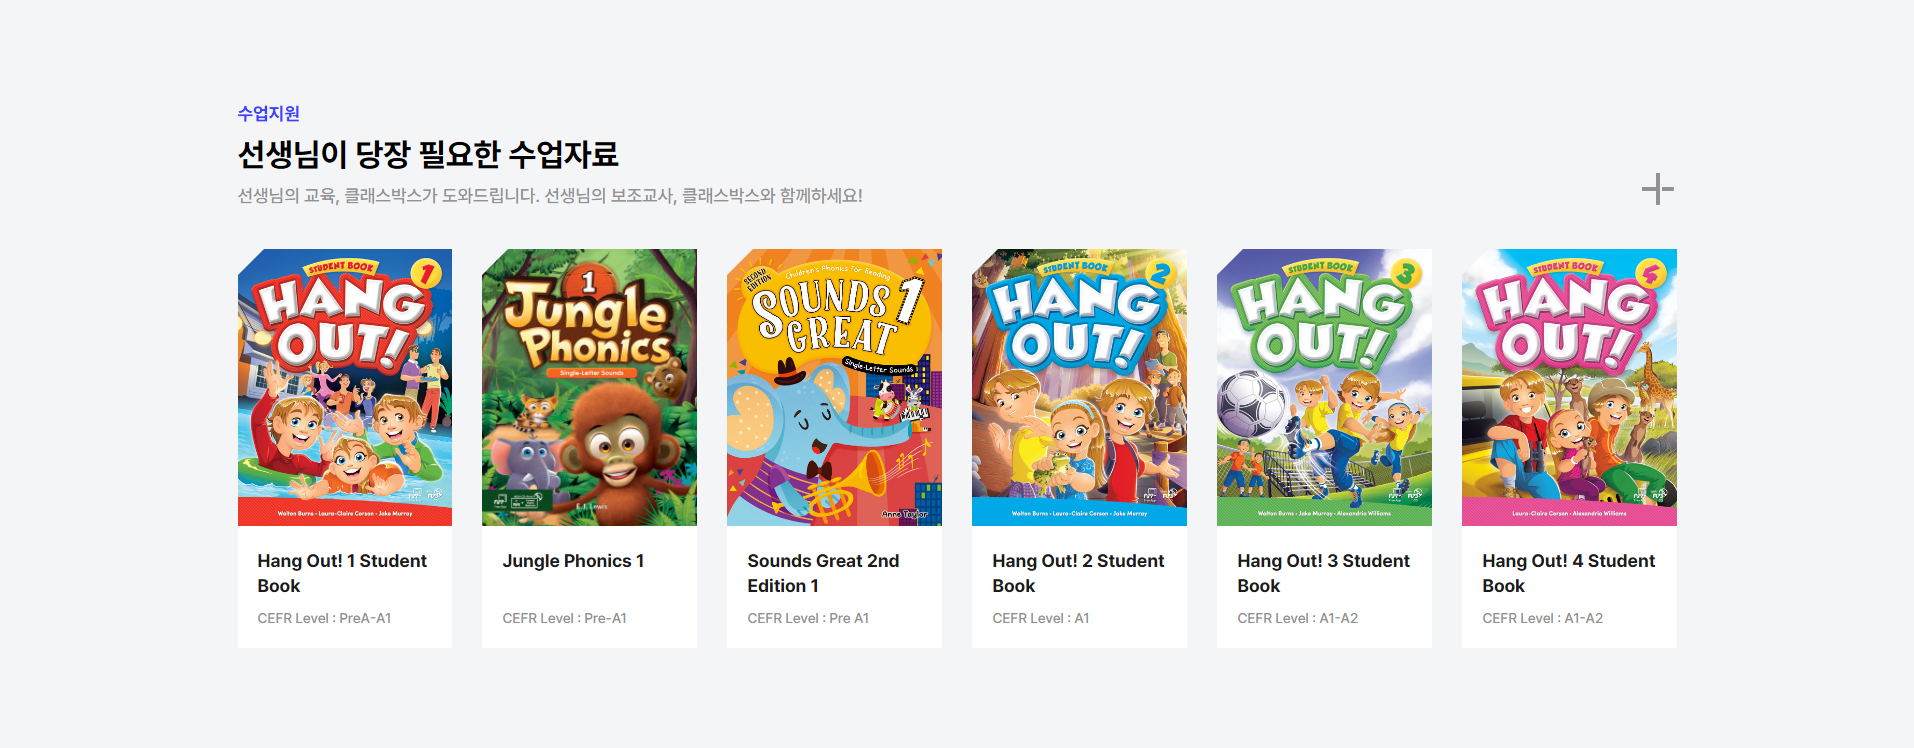 수업지원
선생님이 당장 필요한 수업자료
선생님의 교육, 클래스박스가 도와드립니다. 선생님의 보조교사, 클래스박스와 함께하세요!
STUDENT BOOK
1
HANG
OUT!
Walton Burns • Laura-Claire Corson • Jake Murray
1
Jungle
Phonics
Single-Letter Sounds
E.J. Lewis
SECOND
EDITION
Children's Phonics for Reading
SOUNDS 1
GREAT
Single-Letter Sounds
Anne Taylor
STUDENT BOOK
2
HANG
OUT!
Walton Burns • Laura-Claire Corson • Jake Murray
STUDENT BOOK
3
HANG
OUT!
Walton Burns • Jake Murray • Alexandria Williams
STUDENT BOOK
4
HANG
OUT!
Laura-Claire Corson • Alexandria Williams
Hang Out! 1 Student
Book
CEFR Level : PreA-A1
Jungle Phonics 1
CEFR Level : Pre-A1
Sounds Great 2nd
Edition 1
CEFR Level : Pre A1
Hang Out! 2 Student
Book
CEFR Level : A1
Hang Out! 3 Student
Book
CEFR Level : A1-A2
Hang Out! 4 Student
Book
CEFR Level : A1-A2